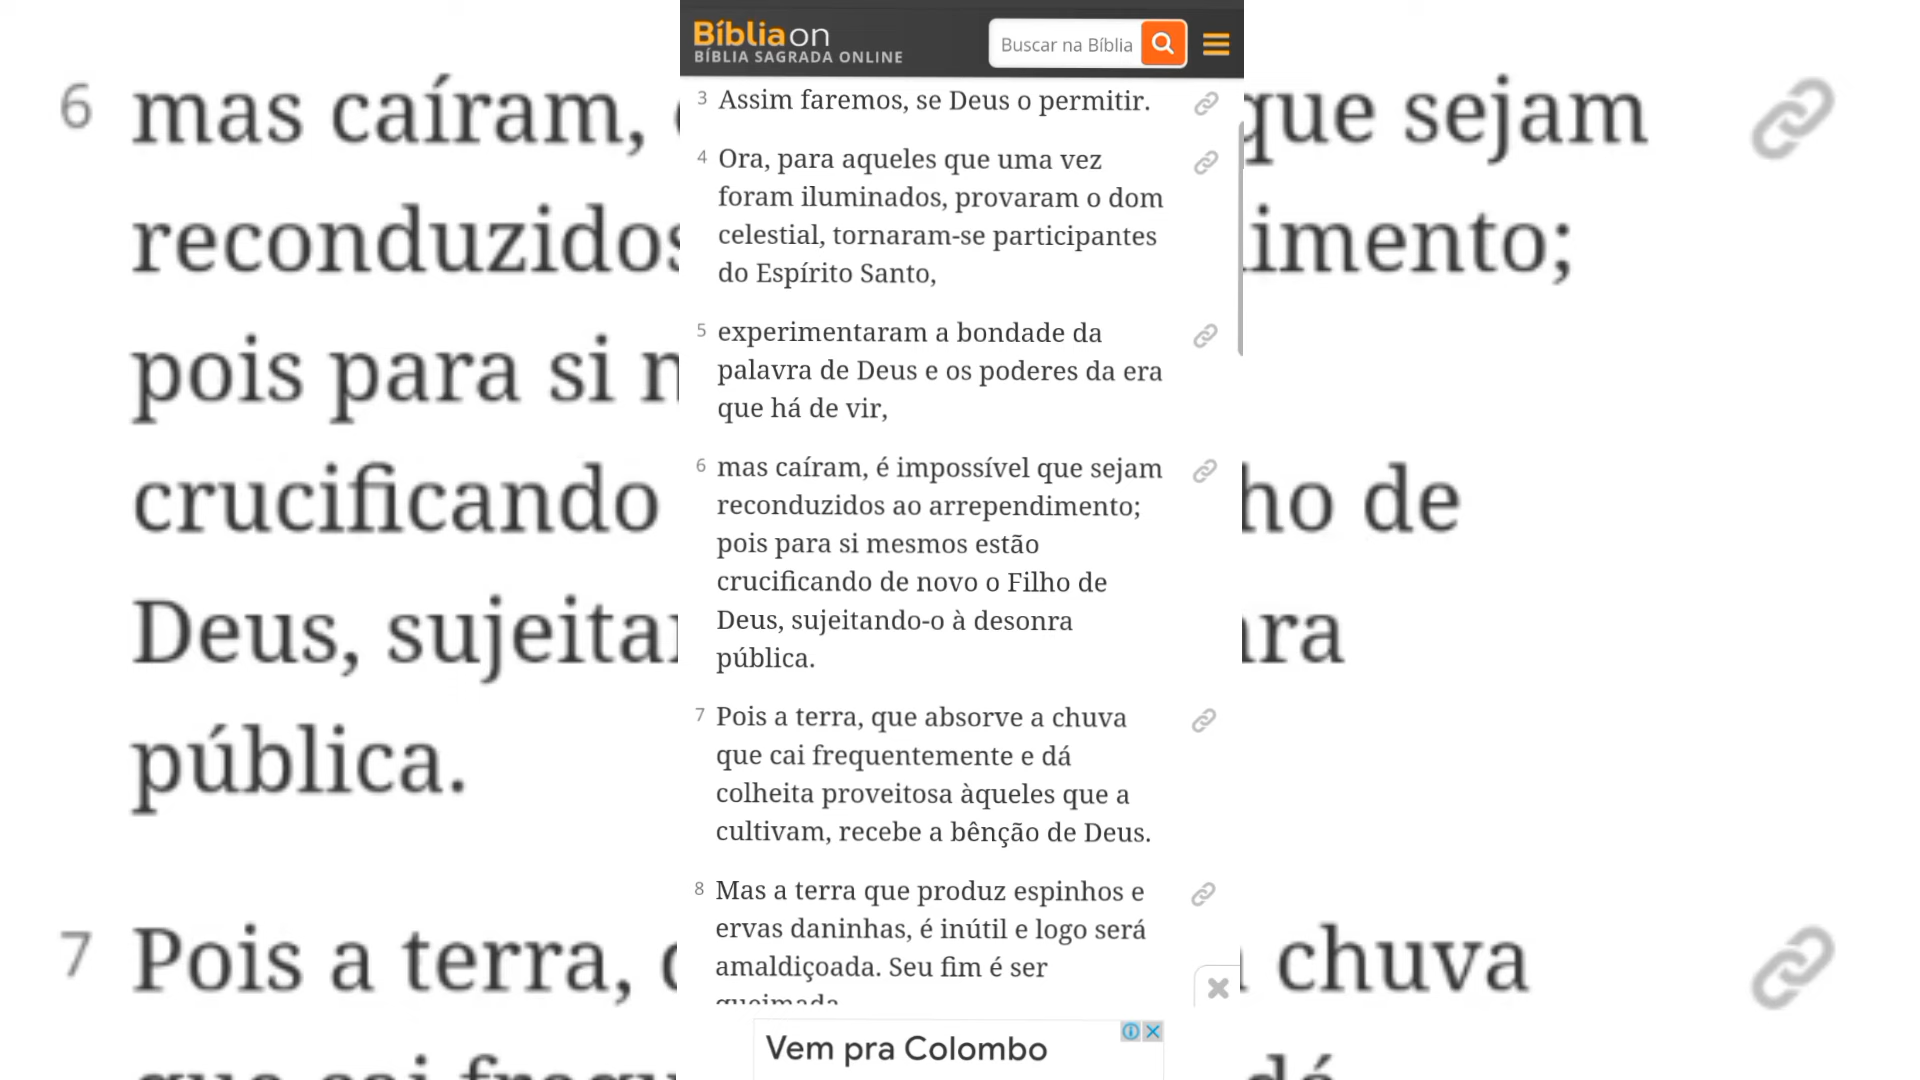 Bíbliaon
BÍBLIA SAGRADA ONLINE
Buscar na Bíblia
3 Assim faremos, se Deus o permitir.
4 Ora, para aqueles que uma vez
foram iluminados, provaram o dom
celestial, tornaram-se participantes
do Espírito Santo,
5 experimentaram a bondade da
palavra de Deus e os poderes da era
que há de vir,
6 mas caíram, é impossível que sejam
reconduzidos ao arrependimento;
pois para si mesmos estão
crucificando de novo o Filho de
Deus, sujeitando-o à desonra
pública.
7 Pois a terra, que absorve a chuva
que cai frequentemente e dá
colheita proveitosa àqueles que a
cultivam, recebe a bênção de Deus.
8 Mas a terra que produz espinhos e
ervas daninhas, é inútil e logo será
amaldiçoada. Seu fim é ser
queimada
Vem pra Colombo
6 mas caíram, que sejam
reconduzidos imento;
pois para si
crucificando ho de
Deus, sujeita ra
pública.
7 Pois a terra, chuva
que cai frequ dá